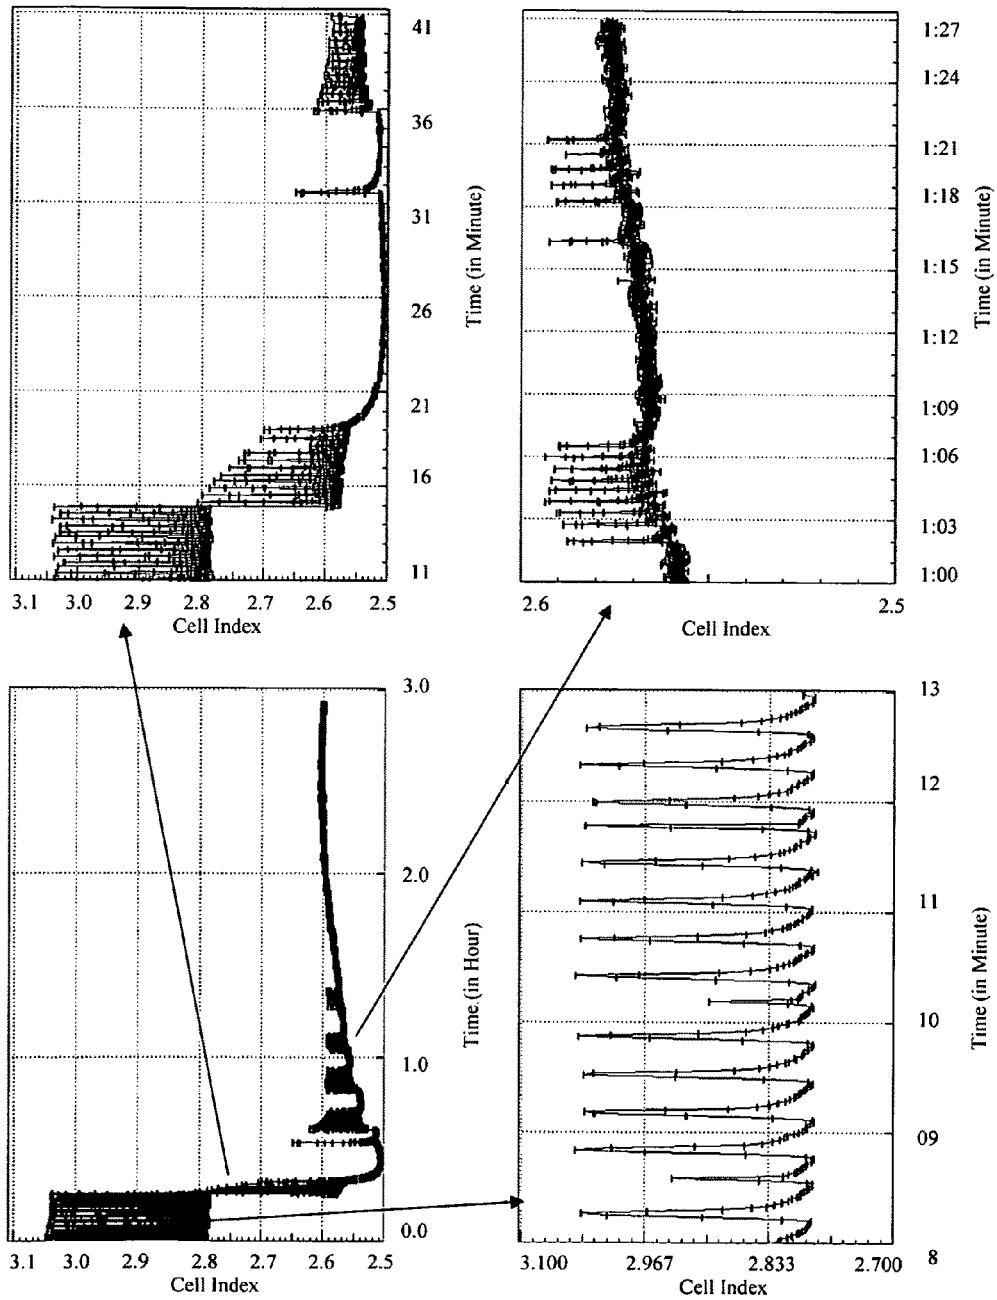 41
36
31
26
21
16
11
Time (in Minute)
3.1 3.0 2.9 2.8 2.7 2.6 2.5
Cell Index
1:27
1:24
1:21
1:18
1:15
1:12
1:09
1:06
1:03
1:00
Time (in Minute)
2.6 2.5
Cell Index
3.0
2.0
1.0
0.0
Time (in Hour)
3.1 3.0 2.9 2.8 2.7 2.6 2.5
Cell Index
13
12
11
10
09
8
Time (in Minute)
3.100 2.967 2.833 2.700
Cell Index